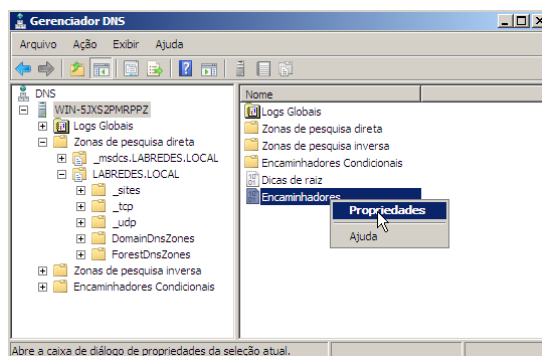 Gerenciador DNS
Arquivo Ação Exibir Ajuda
DNS
WIN-5JXS2PMRPPZ
Logs Globais
Zonas de pesquisa direta
_msdcs.LABREDES.LOCAL
LABREDES.LOCAL
_sites
_tcp
_udp
DomainDnsZones
ForestDnsZones
Zonas de pesquisa inversa
Encaminhadores Condicionais
Nome
Logs Globais
Zonas de pesquisa direta
Zonas de pesquisa inversa
Encaminhadores Condicionais
Dicas de raiz
Encaminhadores
Propriedades
Ajuda
Abre a caixa de diálogo de propriedades da seleção atual.